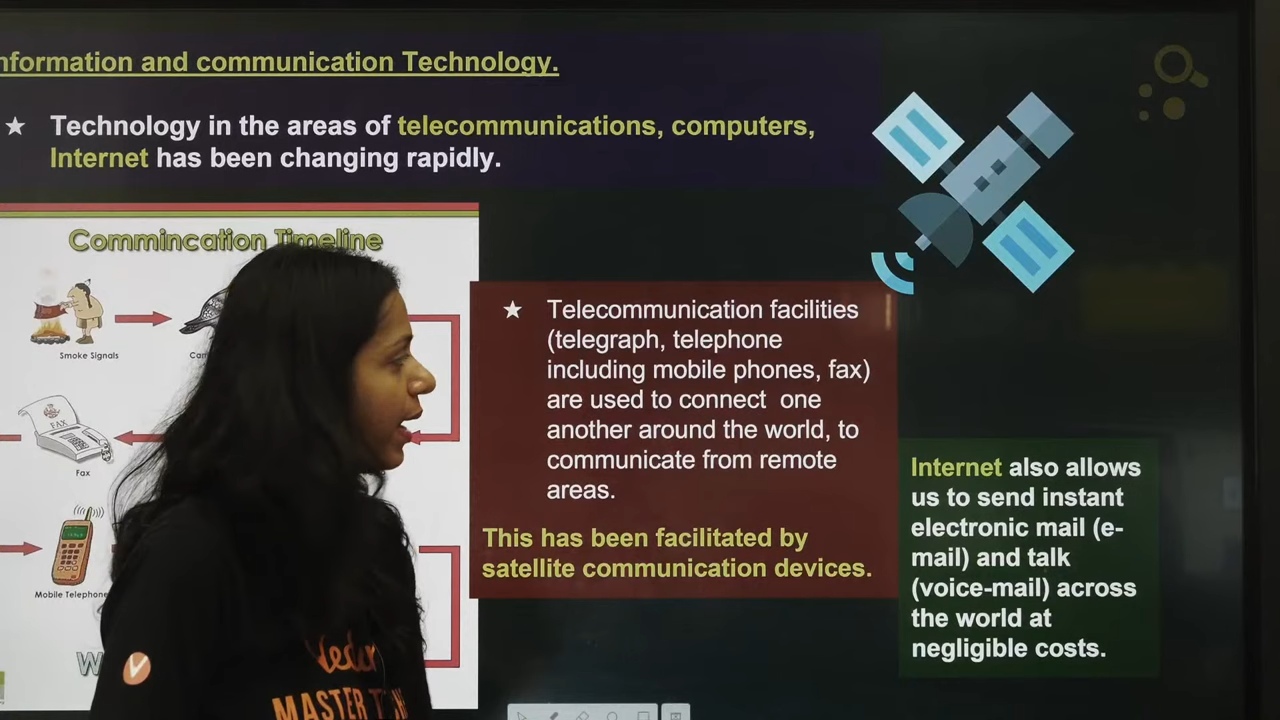 nformation and communication Technology.
★ Technology in the areas of telecommunications, computers,
Internet has been changing rapidly.
Commincation Timeline
Smoke Signals
FAX
Fax
Mobile Telephone
★ Telecommunication facilities
(telegraph, telephone
including mobile phones, fax)
are used to connect one
another around the world, to
communicate from remote
areas.
This has been facilitated by
satellite communication devices.
Internet also allows
us to send instant
electronic mail (e-
mail) and talk
(voice-mail) across
the world at
negligible costs.
MASTER